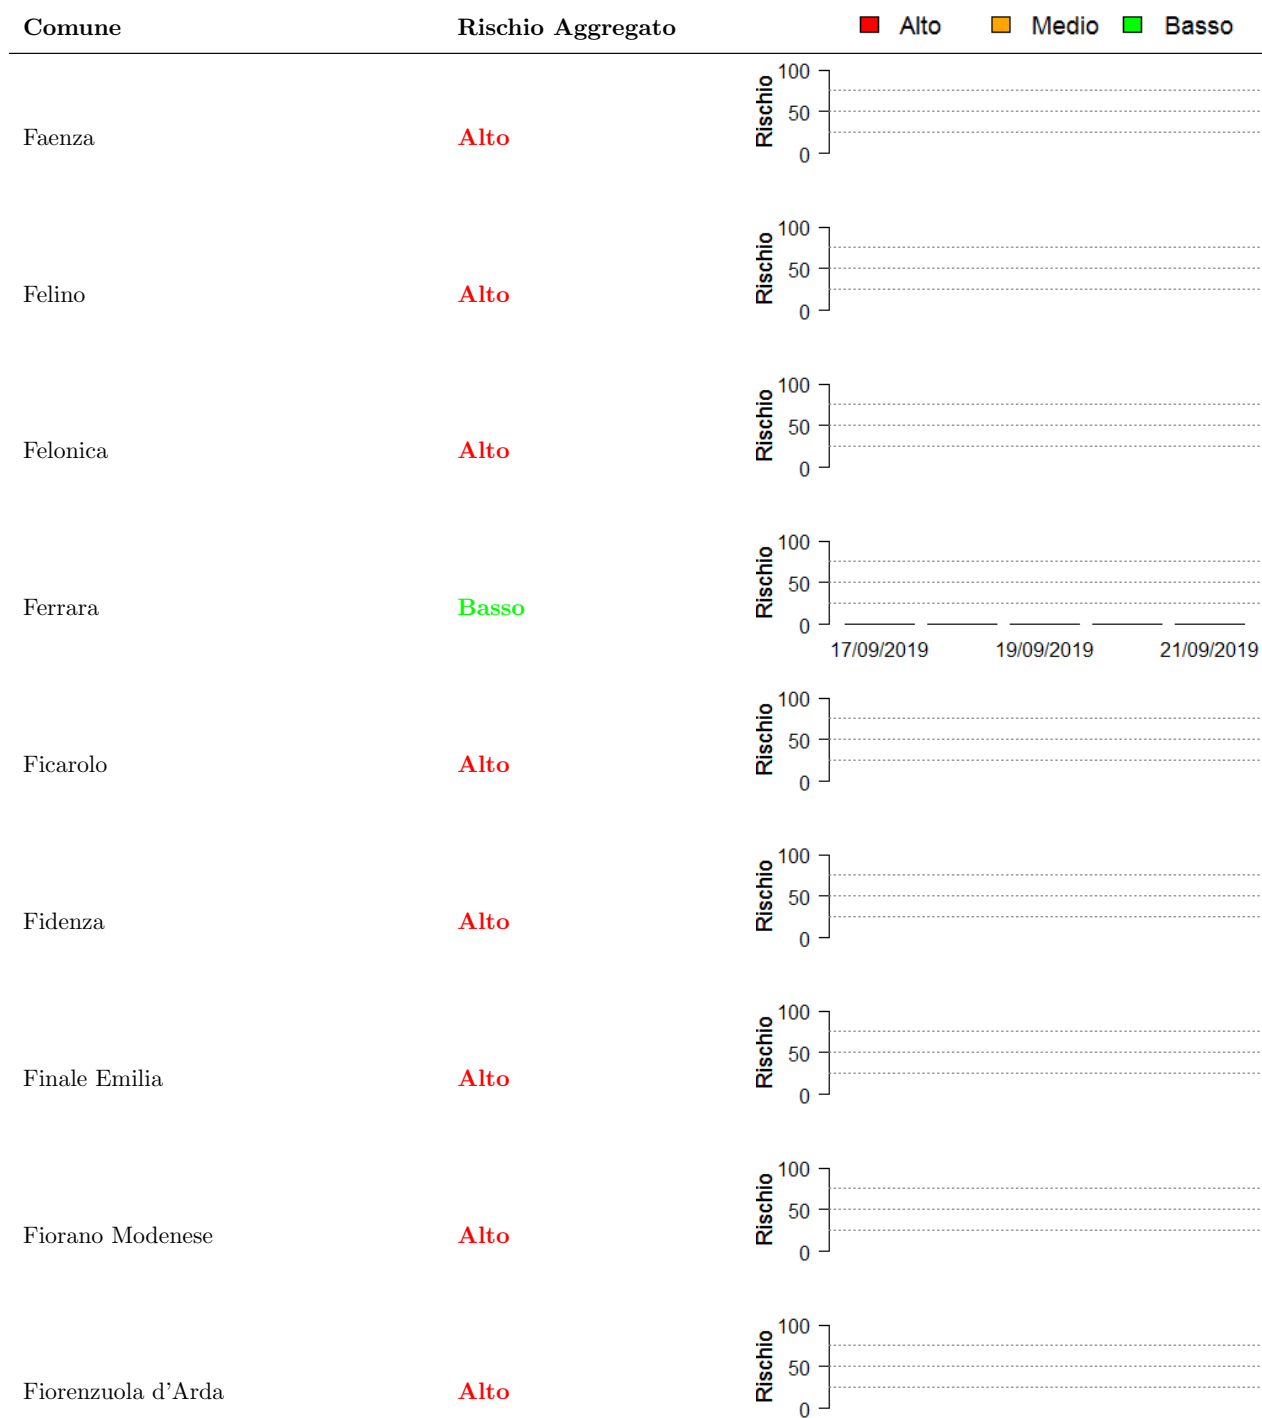 Comune Rischio Aggregato Alto Medio Basso
Faenza Alto Rischio 100 50 0
Felino Alto Rischio 100 50 0
Felonica Alto Rischio 100 50 0
Ferrara Basso Rischio 100 50 0
17/09/2019 19/09/2019 21/09/2019
Ficarolo Alto Rischio 100 50 0
Fidenza Alto Rischio 100 50 0
Finale Emilia Alto Rischio 100 50 0
Fiorano Modenese Alto Rischio 100 50 0
Fiorenzuola d'Arda Alto Rischio 100 50 0